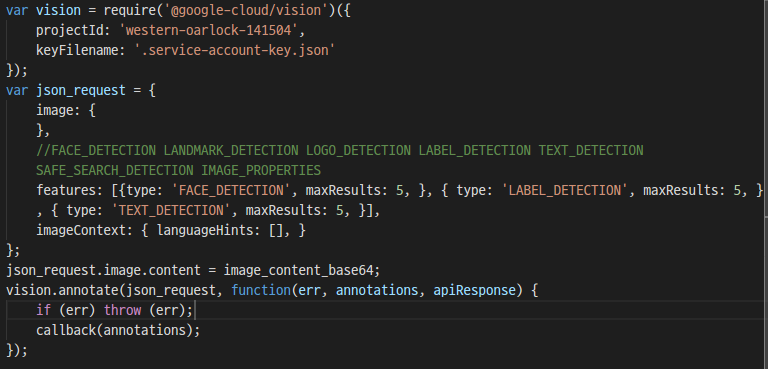 var vision = require('@google-cloud/vision')({
    projectId: 'western-oarlock-141504',
    keyFilename: '.service-account-key.json'
});
var json_request = {
    image: {
    },
    //FACE_DETECTION LANDMARK_DETECTION LOGO_DETECTION LABEL_DETECTION TEXT_DETECTION
    SAFE_SEARCH_DETECTION IMAGE_PROPERTIES
    features: [{type: 'FACE_DETECTION', maxResults: 5, }, { type: 'LABEL_DETECTION', maxResults: 5, }
    , { type: 'TEXT_DETECTION', maxResults: 5, }],
    imageContext: { languageHints: [], }
};
json_request.image.content = image_content_base64;
vision.annotate(json_request, function(err, annotations, apiResponse) {
    if (err) throw (err);
    callback(annotations);
});